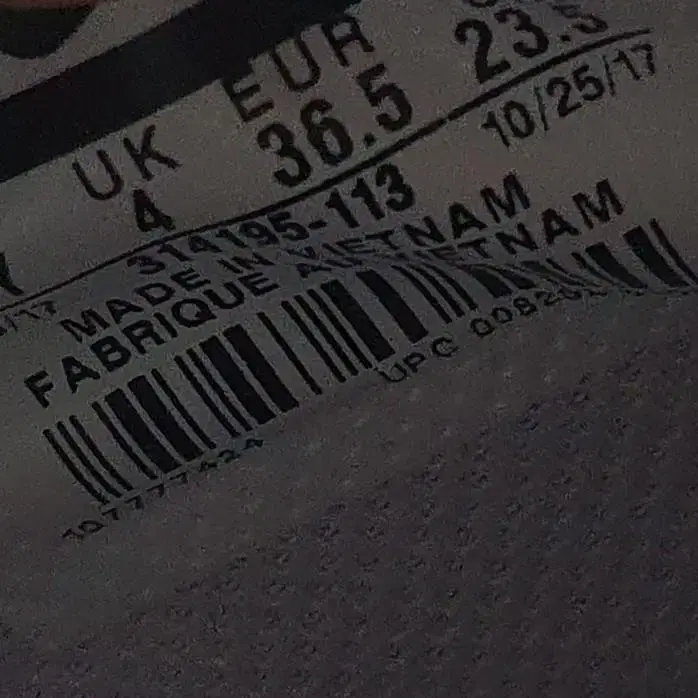 UK EUR
4 36.5 23.5
10/25/17
314195-113
MADE IN VIETNAM
FABRIQUE AU VIETNAM
UPC